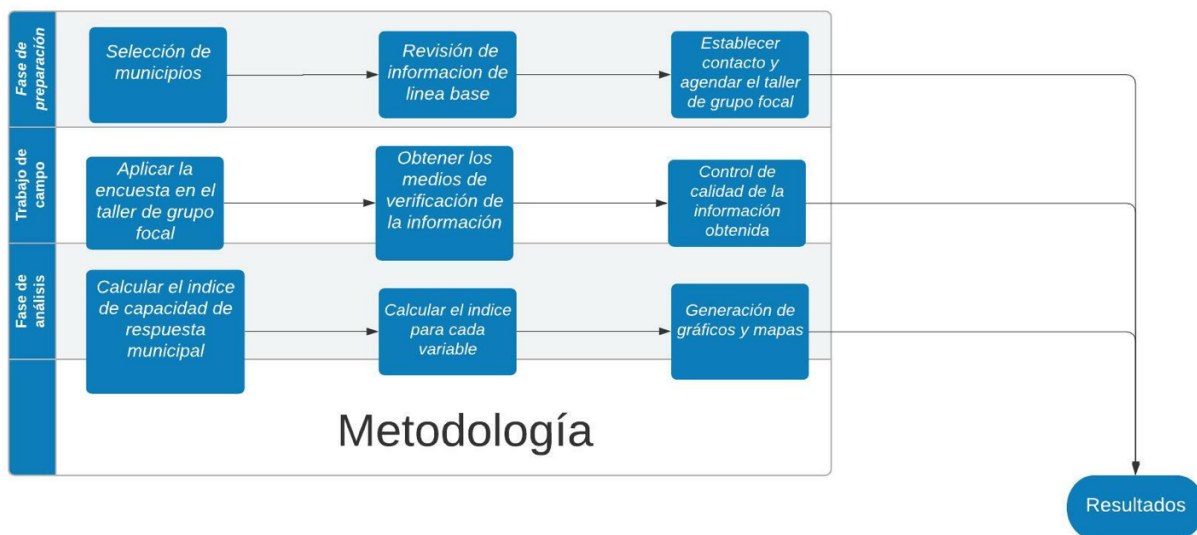 Fase de
preparación
Selección de
municipios
Revisión de
informacion de
linea base
Establecer
contacto y
agendar el taller
de grupo focal
Trabajo de
campo
Aplicar la
encuesta en el
taller de grupo
focal
Obtener los
medios de
verificación de
la información
Control de
calidad de la
información
obtenida
Fase de
análisis
Calcular el indice
de capacidad de
respuesta
municipal
Calcular el indice
para cada
variable
Generación de
gráficos y mapas
Metodología
Resultados